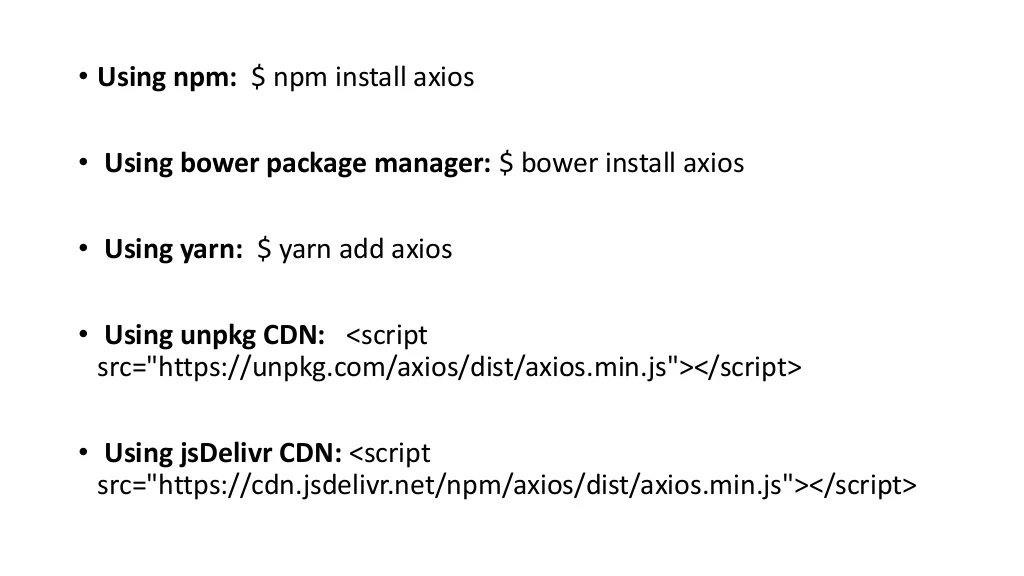 • Using npm:  $ npm install axios
• Using bower package manager: $ bower install axios
• Using yarn:  $ yarn add axios
• Using unpkg CDN:   <script
src="https://unpkg.com/axios/dist/axios.min.js"></script>
• Using jsDelivr CDN: <script
src="https://cdn.jsdelivr.net/npm/axios/dist/axios.min.js"></script>